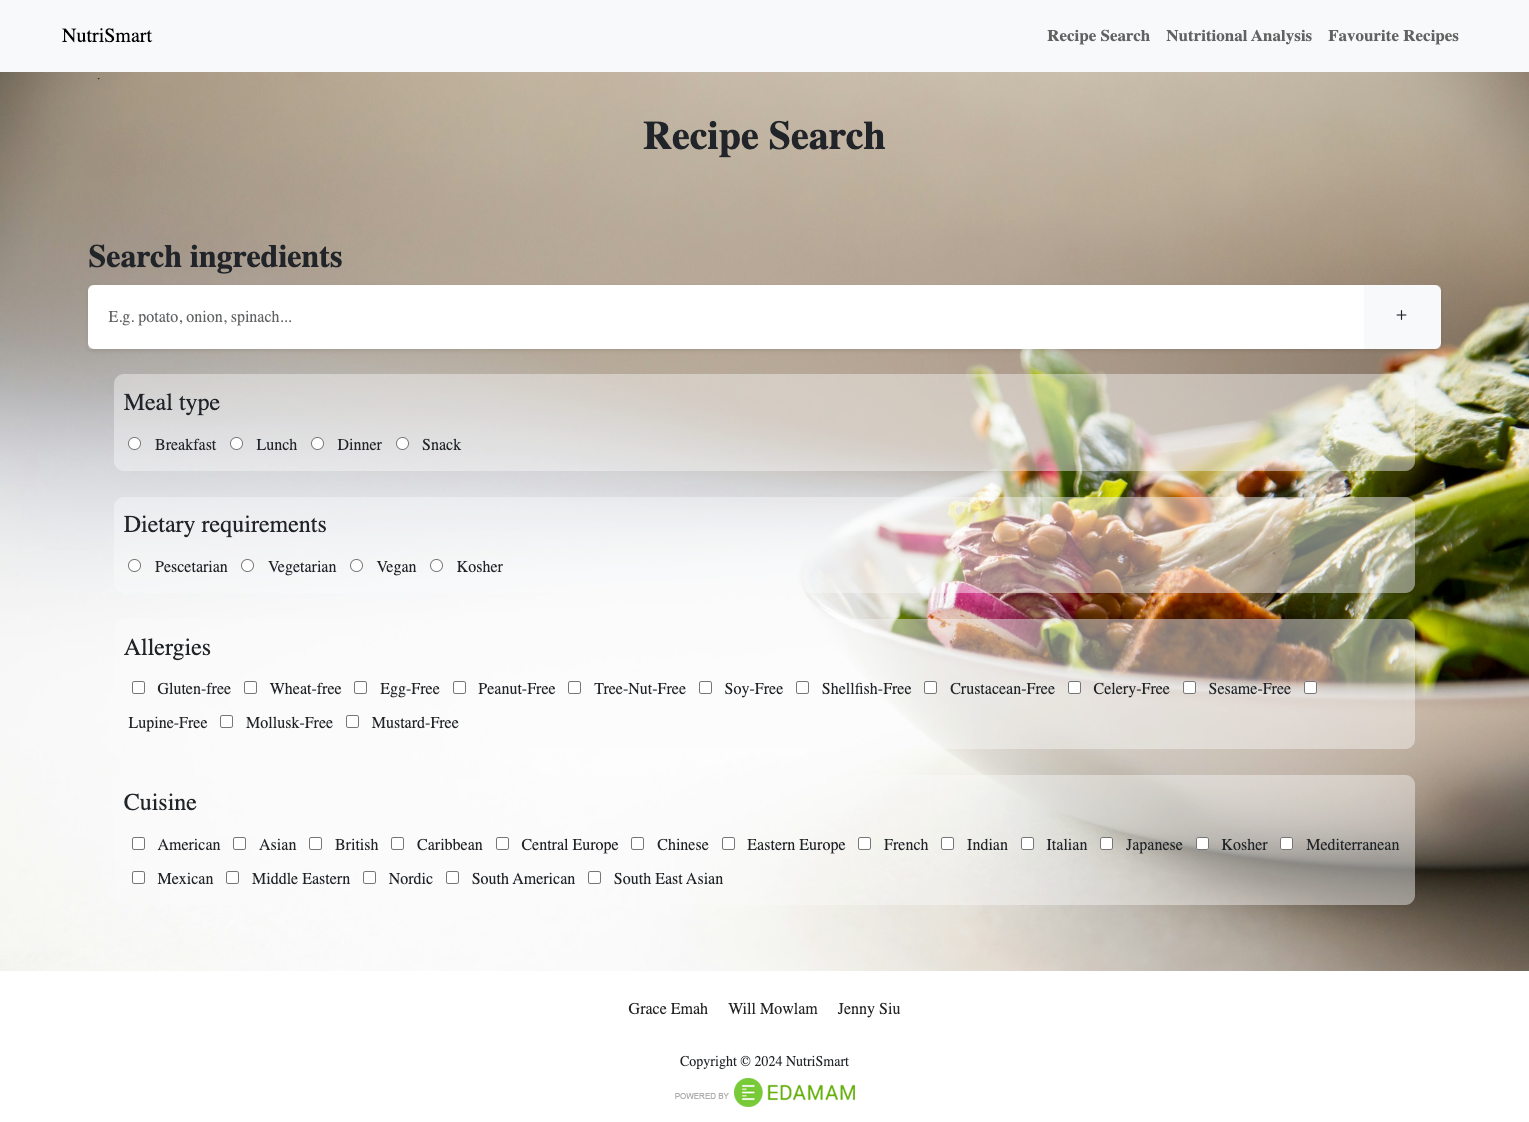 NutriSmart Recipe Search Nutritional Analysis Favourite Recipes
Recipe Search
Search ingredients
E.g. potato, onion, spinach... +
Meal type
Breakfast Lunch Dinner Snack
Dietary requirements
Pescetarian Vegetarian Vegan Kosher
Allergies
Gluten-free Wheat-free Egg-Free Peanut-Free Tree-Nut-Free Soy-Free Shellfish-Free Crustacean-Free Celery-Free Sesame-Free
Lupine-Free Mollusk-Free Mustard-Free
Cuisine
American Asian British Caribbean Central Europe Chinese Eastern Europe French Indian Italian Japanese Kosher Mediterranean
Mexican Middle Eastern Nordic South American South East Asian
Grace Emah Will Mowlam Jenny Siu
Copyright © 2024 NutriSmart
POWERED BY EDAMAM